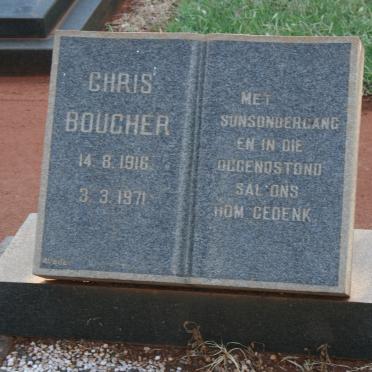 CHRIS
BOUCHER
14.8.1916.
3.3.1971.
MET
SONSONDERGANG
EN IN DIE
OGGENDSTOND
SAL ONS
HOM GEDENK.